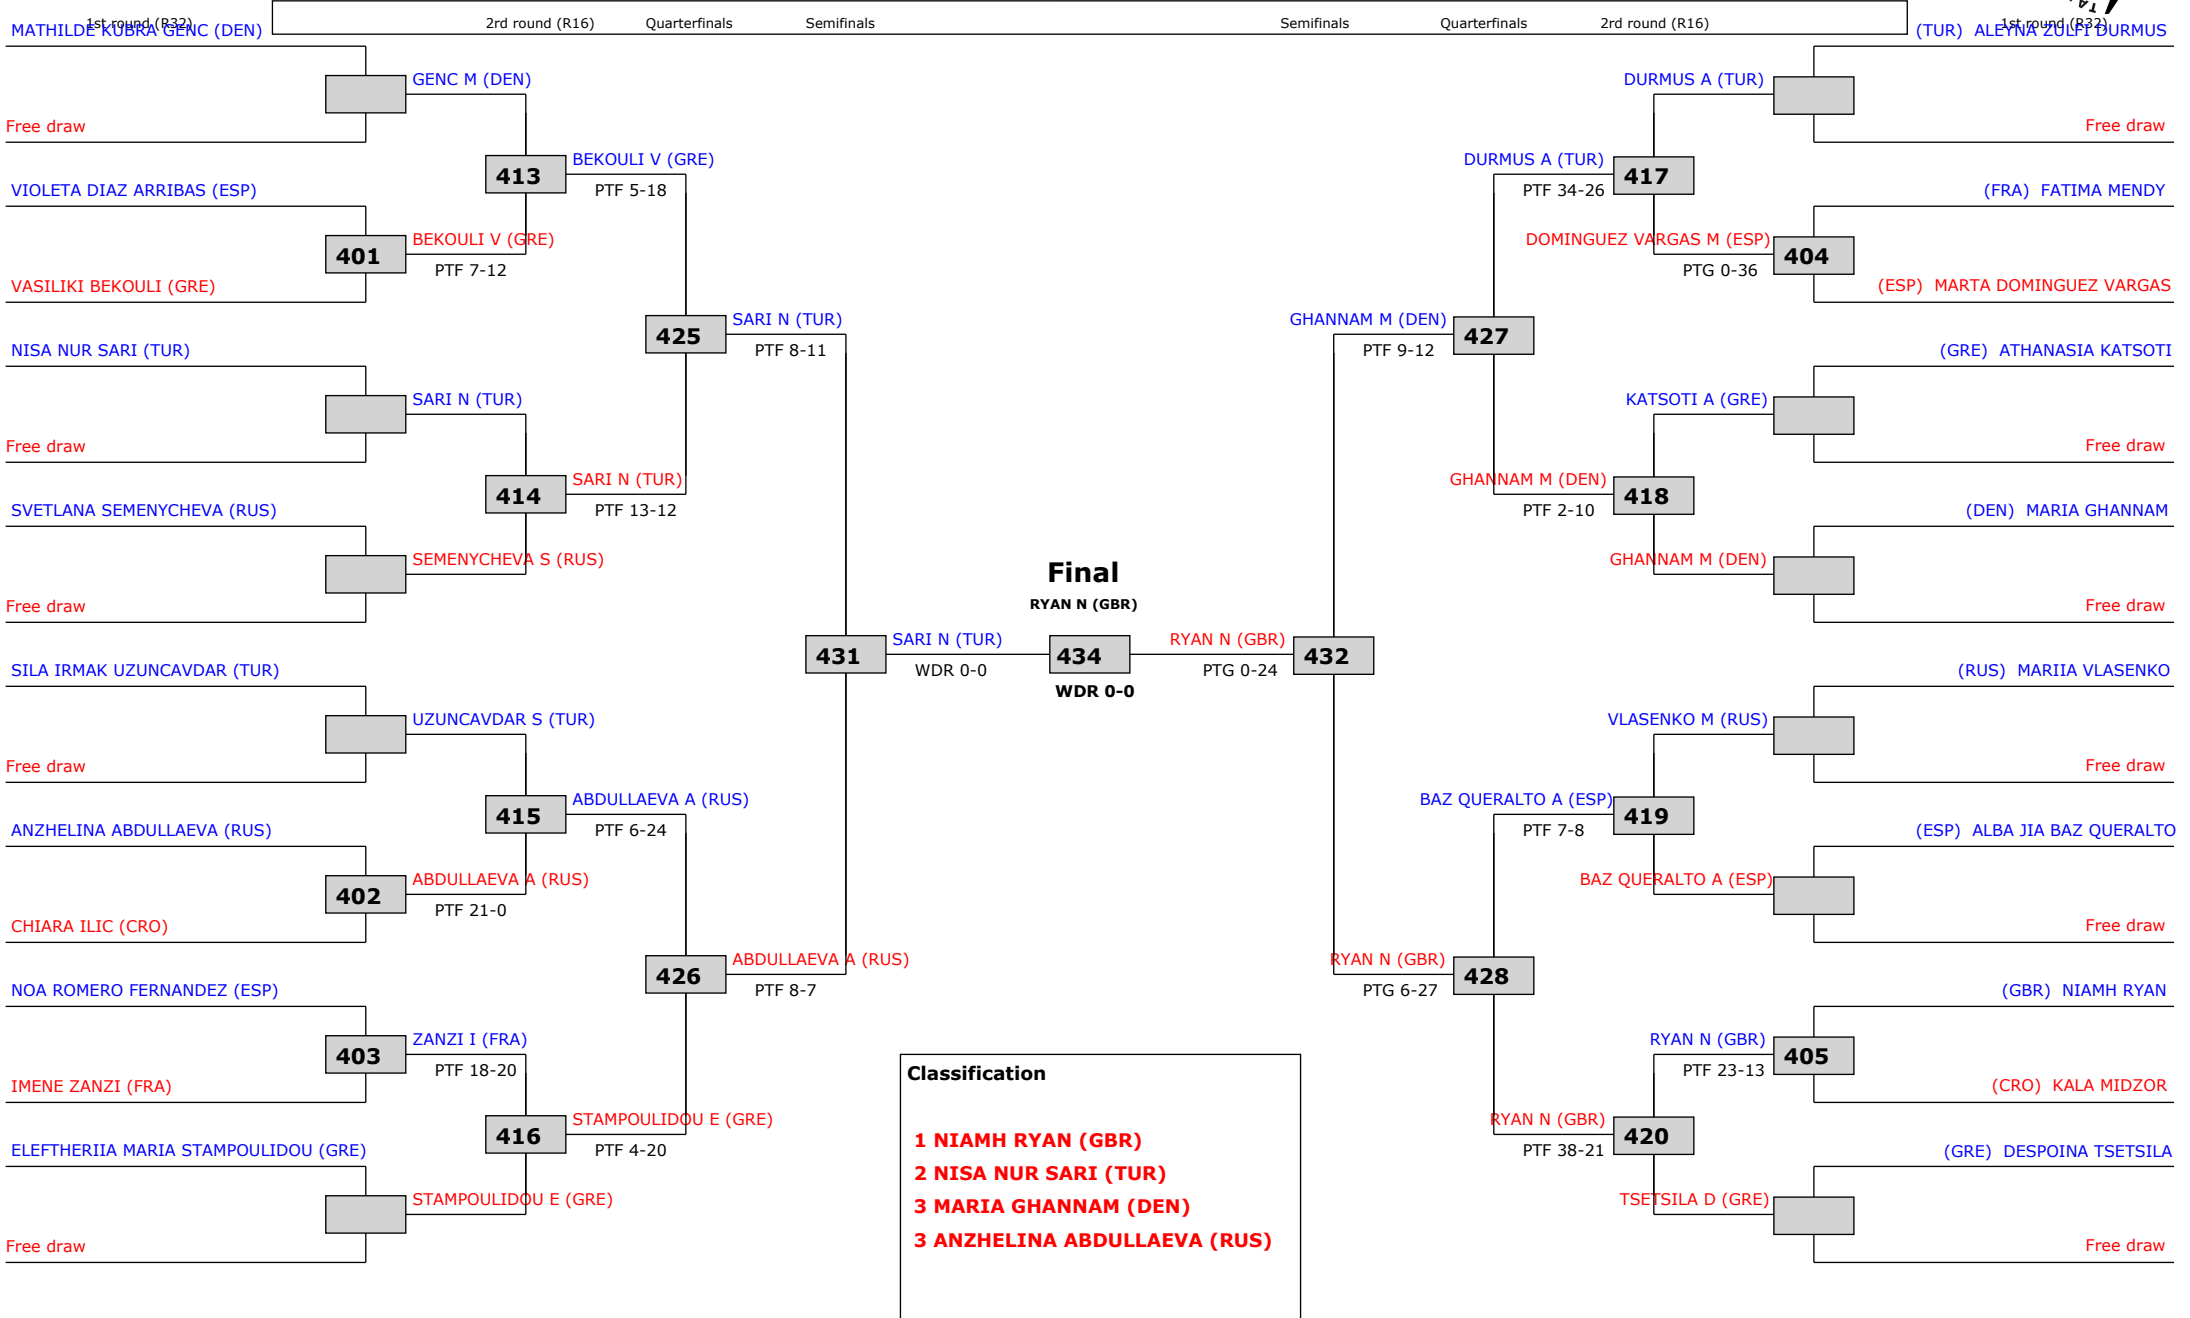 1st round (R32)
2rd round (R16)
Quarterfinals
Semifinals
Semifinals
Quarterfinals
2rd round (R16)
1st round (R32)
MATHILDE KUBRA GENC (DEN)
Free draw
VIOLETA DIAZ ARRIBAS (ESP)
VASILIKI BEKOULI (GRE)
NISA NUR SARI (TUR)
Free draw
SVETLANA SEMENYCHEVA (RUS)
Free draw
SILA IRMAK UZUNCAVDAR (TUR)
Free draw
ANZHELINA ABDULLAEVA (RUS)
CHIARA ILIC (CRO)
NOA ROMERO FERNANDEZ (ESP)
IMENE ZANZI (FRA)
ELEFTHERIIA MARIA STAMPOULIDOU (GRE)
Free draw
GENC M (DEN)
401
BEKOULI V (GRE)
PTF 7-12
SARI N (TUR)
SEMENYCHEVA S (RUS)
UZUNCAVDAR S (TUR)
402
ABDULLAEVA A (RUS)
PTF 21-0
403
ZANZI I (FRA)
PTF 18-20
STAMPOULIDOU E (GRE)
413
BEKOULI V (GRE)
PTF 5-18
414
SARI N (TUR)
PTF 13-12
415
ABDULLAEVA A (RUS)
PTF 6-24
416
STAMPOULIDOU E (GRE)
PTF 4-20
425
SARI N (TUR)
PTF 8-11
426
ABDULLAEVA A (RUS)
PTF 8-7
431
SARI N (TUR)
WDR 0-0
Final
RYAN N (GBR)
434
WDR 0-0
RYAN N (GBR)
PTG 0-24
432
GHANNAM M (DEN)
PTF 9-12
427
RYAN N (GBR)
PTG 6-27
428
DURMUS A (TUR)
PTF 34-26
417
GHANNAM M (DEN)
PTF 2-10
418
BAZ QUERALTO A (ESP)
PTF 7-8
419
RYAN N (GBR)
PTF 38-21
420
DURMUS A (TUR)
DOMINGUEZ VARGAS M (ESP)
PTG 0-36
404
KATSOTI A (GRE)
GHANNAM M (DEN)
VLASENKO M (RUS)
BAZ QUERALTO A (ESP)
RYAN N (GBR)
PTF 23-13
405
TSETSILA D (GRE)
(TUR) ALEYNA ZULFI DURMUS
Free draw
(FRA) FATIMA MENDY
(ESP) MARTA DOMINGUEZ VARGAS
(GRE) ATHANASIA KATSOTI
Free draw
(DEN) MARIA GHANNAM
Free draw
(RUS) MARIIA VLASENKO
Free draw
(ESP) ALBA JIA BAZ QUERALTO
Free draw
(GBR) NIAMH RYAN
(CRO) KALA MIDZOR
(GRE) DESPOINA TSETSILA
Free draw
Classification
1 NIAMH RYAN (GBR)
2 NISA NUR SARI (TUR)
3 MARIA GHANNAM (DEN)
3 ANZHELINA ABDULLAEVA (RUS)